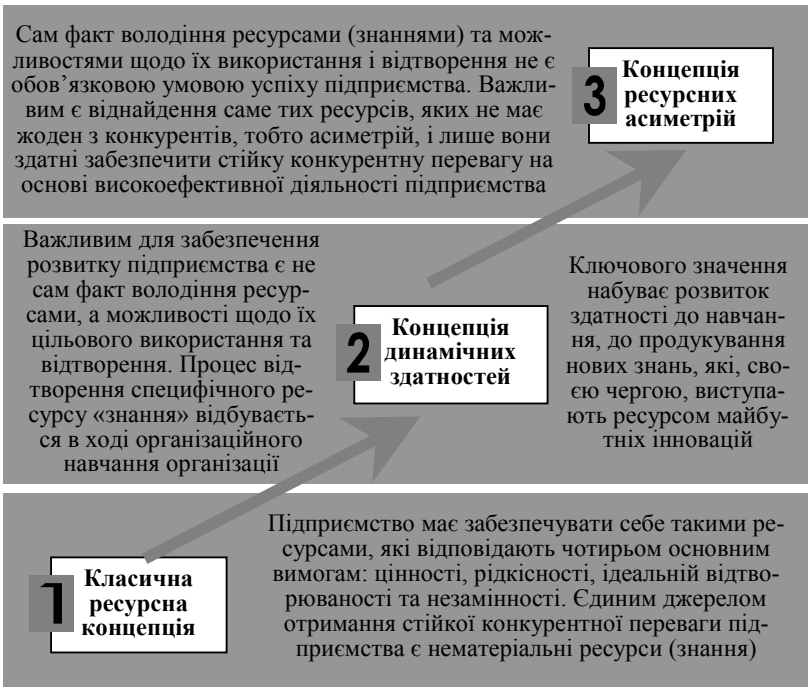 Сам факт володіння ресурсами (знаннями) та мож-
ливостями щодо їх використання і відтворення не є
обов’язковою умовою успіху підприємства. Важли-
вим є віднайдення саме тих ресурсів, яких не має
жоден з конкурентів, тобто асиметрій, і лише вони
здатні забезпечити стійку конкурентну перевагу на
основі високоефективної діяльності підприємства
3
Концепція
ресурсних
асиметрій
Важливим для забезпечення
розвитку підприємства є не
сам факт володіння ресур-
сами, а можливості щодо їх
цільового використання та
відтворення. Процес від-
творення специфічного ре-
сурсу «знання» відбуваєть-
ся в ході організаційного
навчання організації
2
Концепція
динамічних
здатностей
Ключового значення
набуває розвиток
здатності до навчан-
ня, до продукування
нових знань, які, сво-
єю чергою, виступа-
ють ресурсом майбу-
тніх інновацій
1
Класична
ресурсна
концепція
Підприємство має забезпечувати себе такими ре-
сурсами, які відповідають чотирьом основним
вимогам: цінності, рідкісності, ідеальній відтво-
рюваності та незамінності. Єдиним джерелом
отримання стійкої конкурентної переваги під-
приємства є нематеріальні ресурси (знання)